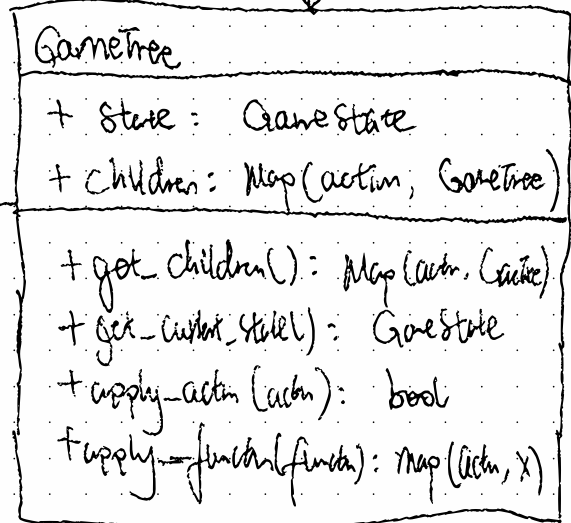 GameTree
+ state: GameState
+ children: Map(action, GameTree)
+ get_children(): Map(action, GameTree)
+ get_current_state(): GameState
+ apply_action(action): bool
+ apply_function(function): Map(action, X)